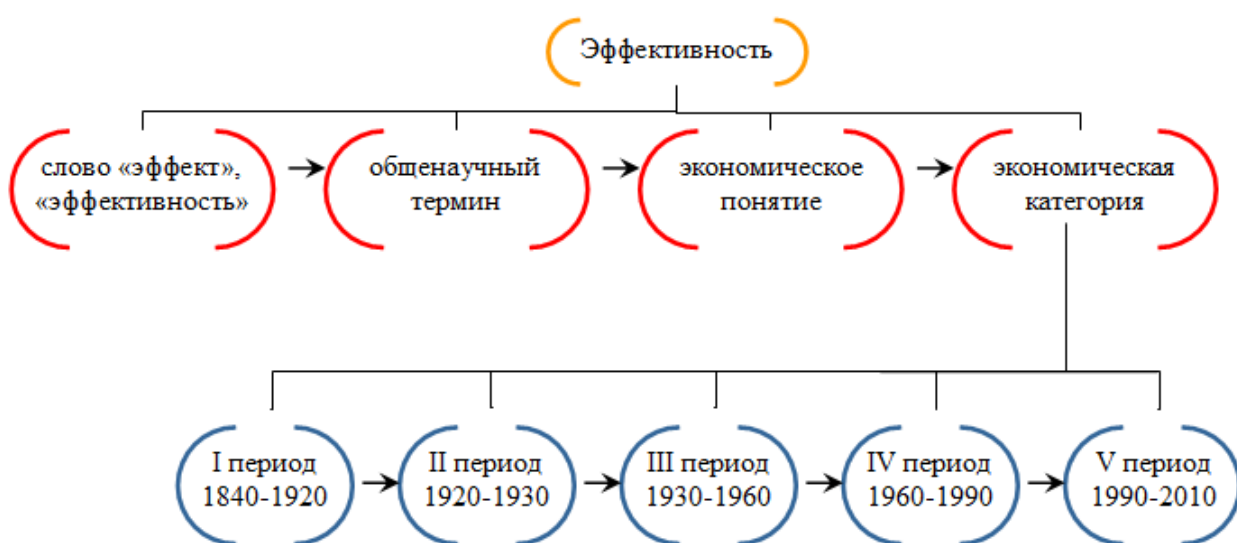 Эффективность
слово «эффект»,
«эффективность»
общенаучный
термин
экономическое
понятие
экономическая
категория
I период
1840-1920
II период
1920-1930
III период
1930-1960
IV период
1960-1990
V период
1990-2010